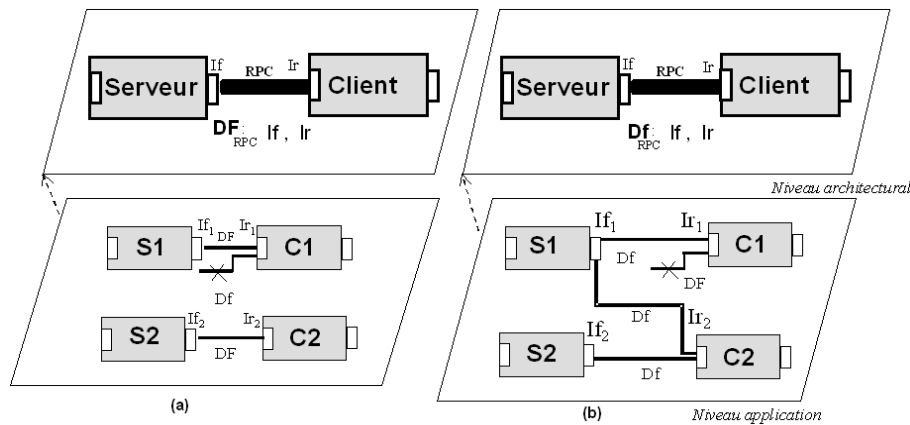 If RPC Ir
Serveur Client
DF: RPC If , Ir
If RPC Ir
Serveur Client
Df: RPC If , Ir
Niveau architectural
If1 DF Ir1
S1 C1
Df
If2 Ir2
S2 C2
DF
(a)
If1 Ir1
S1 C1
Df DF
Df Ir2
If2
S2 C2
Df
(b)
Niveau application